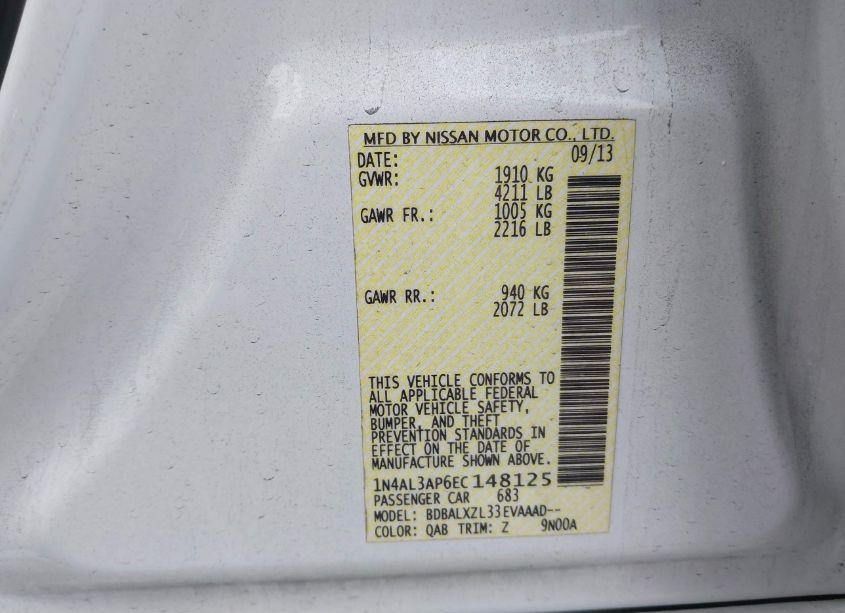 MFD BY NISSAN MOTOR CO., LTD.
DATE: 09/13
GVWR: 1910 KG
4211 LB
GAWR FR.: 1005 KG
2216 LB
GAWR RR.: 940 KG
2072 LB
THIS VEHICLE CONFORMS TO
ALL APPLICABLE FEDERAL
MOTOR VEHICLE SAFETY,
BUMPER, AND THEFT
PREVENTION STANDARDS IN
EFFECT ON THE DATE OF
MANUFACTURE SHOWN ABOVE.
1N4AL3AP6EC148125
PASSENGER CAR 683
MODEL: BDBALXZL33EVAAAD--
COLOR: QAB TRIM: Z 9N00A